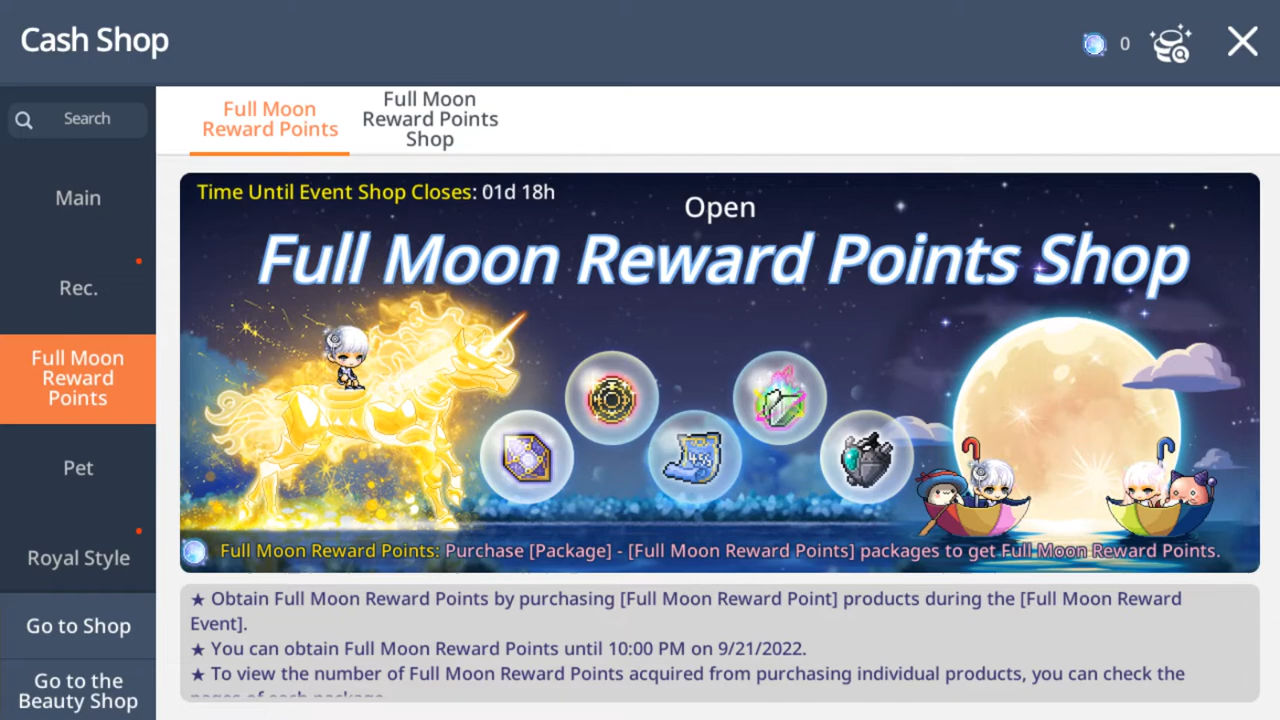 Cash Shop
0
Search
Main
Rec.
Full Moon
Reward
Points
Pet
Royal Style
Go to Shop
Go to the
Beauty Shop
Full Moon
Reward Points
Full Moon
Reward Points
Shop
Time Until Event Shop Closes: 01d 18h
Open
Full Moon Reward Points Shop
Full Moon Reward Points: Purchase [Package] - [Full Moon Reward Points] packages to get Full Moon Reward Points.
★ Obtain Full Moon Reward Points by purchasing [Full Moon Reward Point] products during the [Full Moon Reward
Event].
★ You can obtain Full Moon Reward Points until 10:00 PM on 9/21/2022.
★ To view the number of Full Moon Reward Points acquired from purchasing individual products, you can check the
pages of each package.